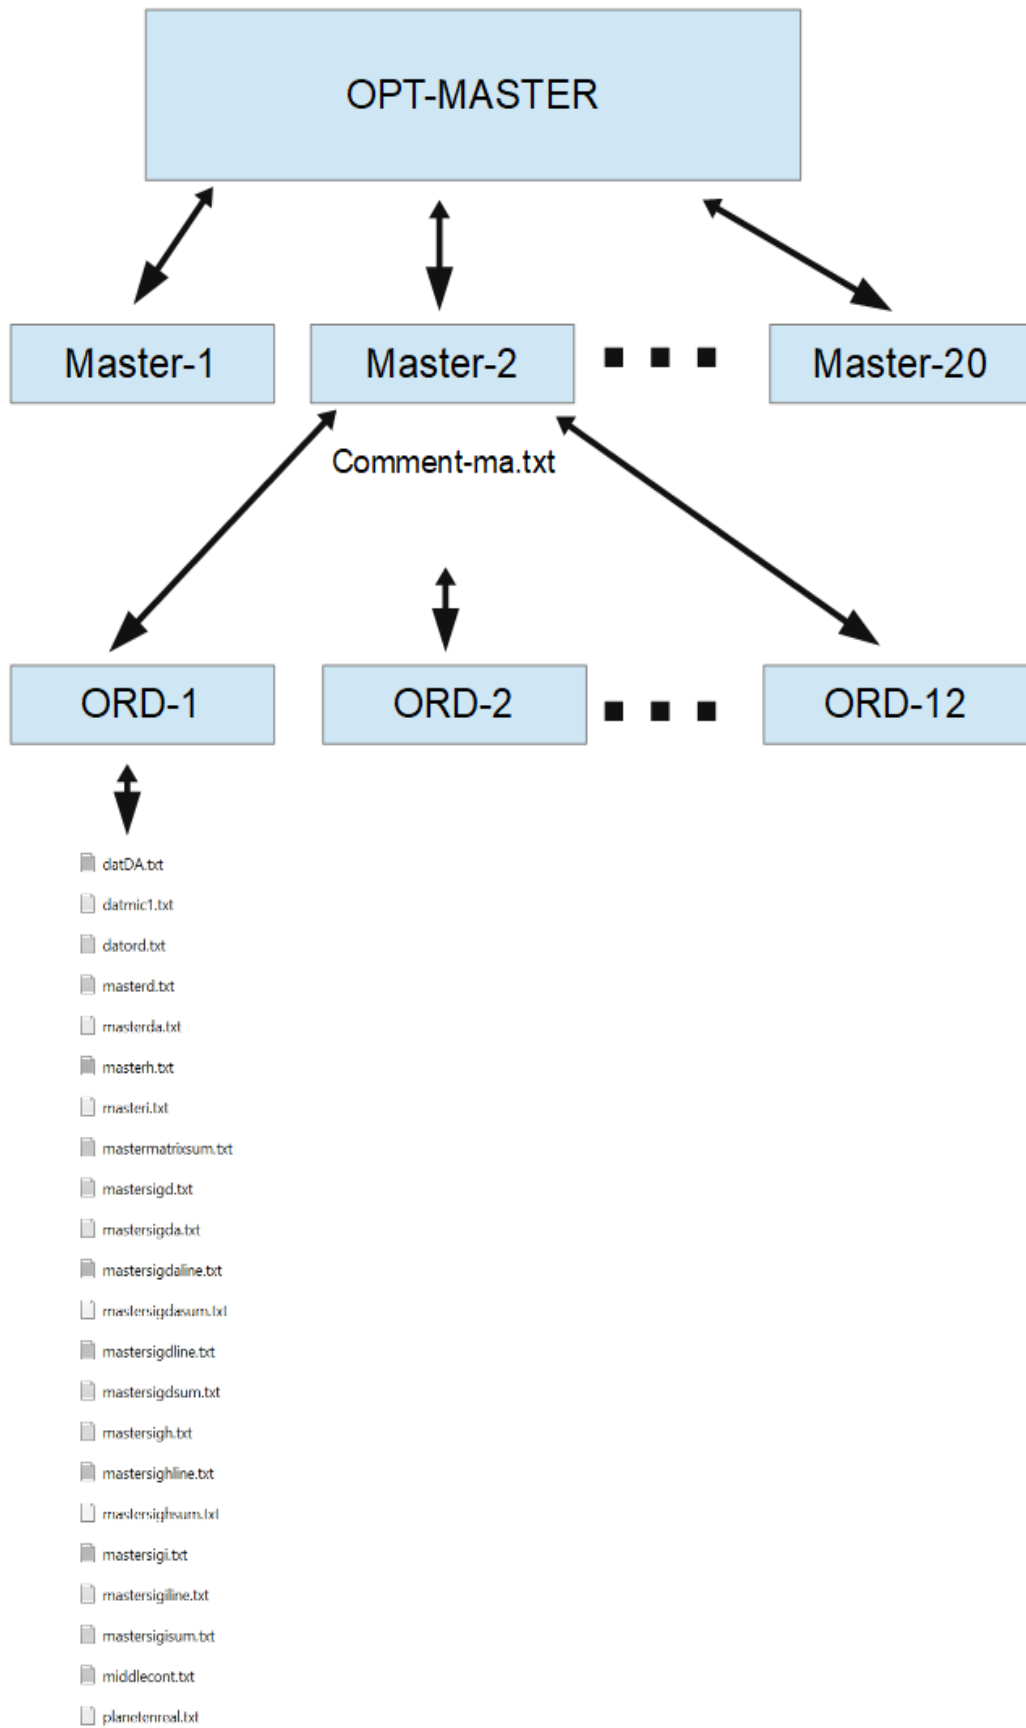 OPT-MASTER
Master-1 Master-2 Master-20
Comment-ma.txt
ORD-1 ORD-2 ORD-12
datDA.txt
datmic1.txt
datord.txt
masterd.txt
masterda.txt
masterh.txt
masteri.txt
mastermatrixsum.txt
mastersigd.txt
mastersigda.txt
mastersigdaline.txt
mastersigdasum.txt
mastersigdline.txt
mastersigdsum.txt
mastersigh.txt
mastersighline.txt
mastersighsum.txt
mastersigi.txt
mastersigiline.txt
mastersigisum.txt
middlecont.txt
planetenreal.txt